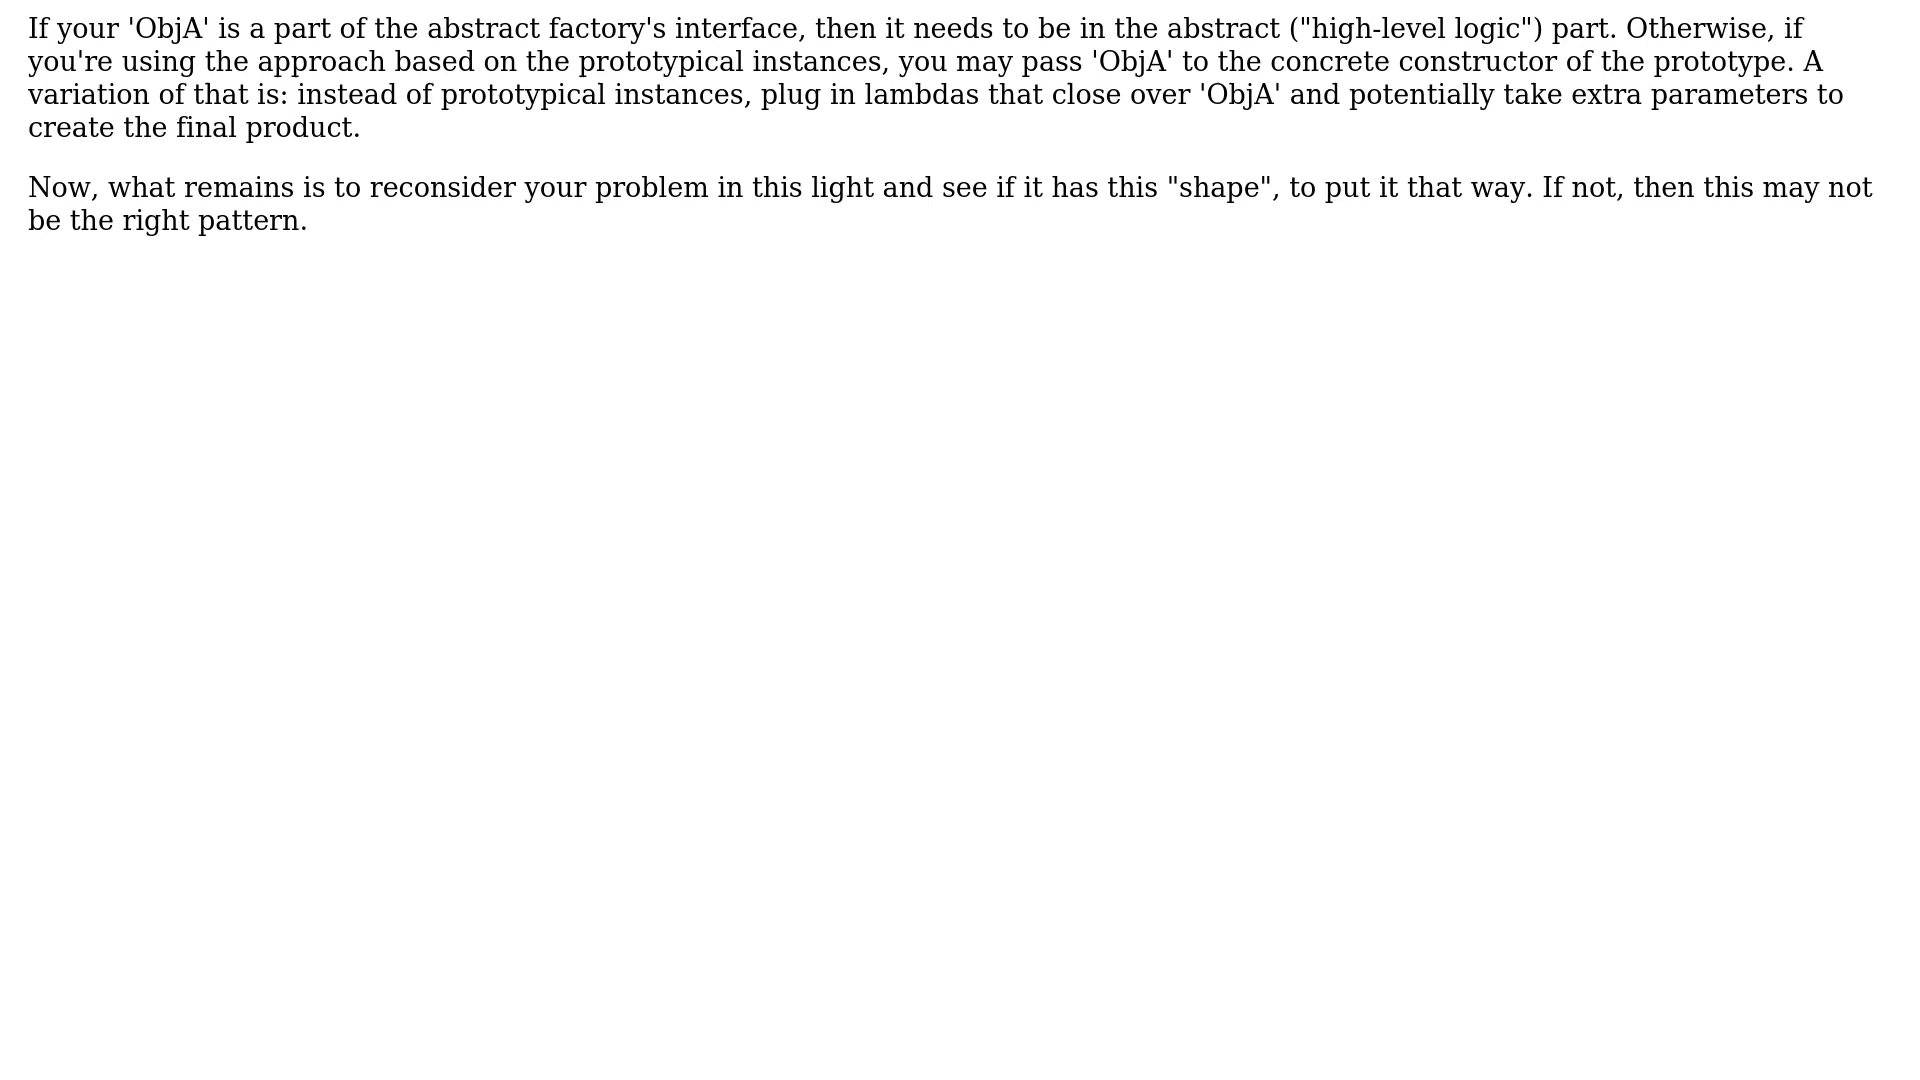 If your 'ObjA' is a part of the abstract factory's interface, then it needs to be in the abstract ("high-level logic") part. Otherwise, if
you're using the approach based on the prototypical instances, you may pass 'ObjA' to the concrete constructor of the prototype. A
variation of that is: instead of prototypical instances, plug in lambdas that close over 'ObjA' and potentially take extra parameters to
create the final product.
Now, what remains is to reconsider your problem in this light and see if it has this "shape", to put it that way. If not, then this may not
be the right pattern.